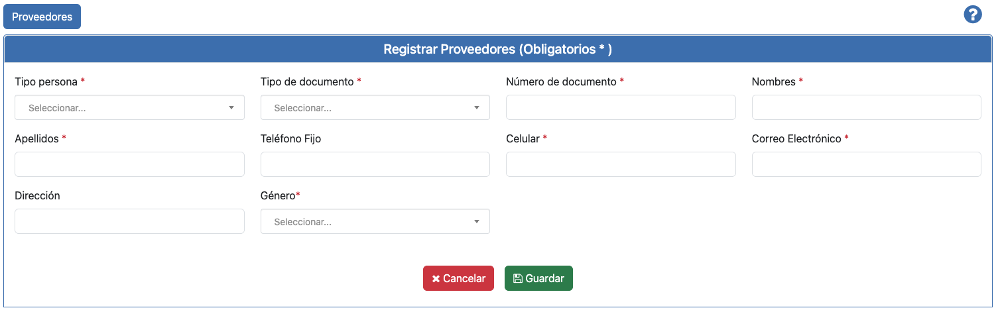 Proveedores
?
Registrar Proveedores (Obligatorios * )
Tipo persona * Tipo de documento * Número de documento * Nombres *
Seleccionar... Seleccionar...
Apellidos * Teléfono Fijo Celular * Correo Electrónico *
Dirección Género*
Seleccionar...
Cancelar Guardar